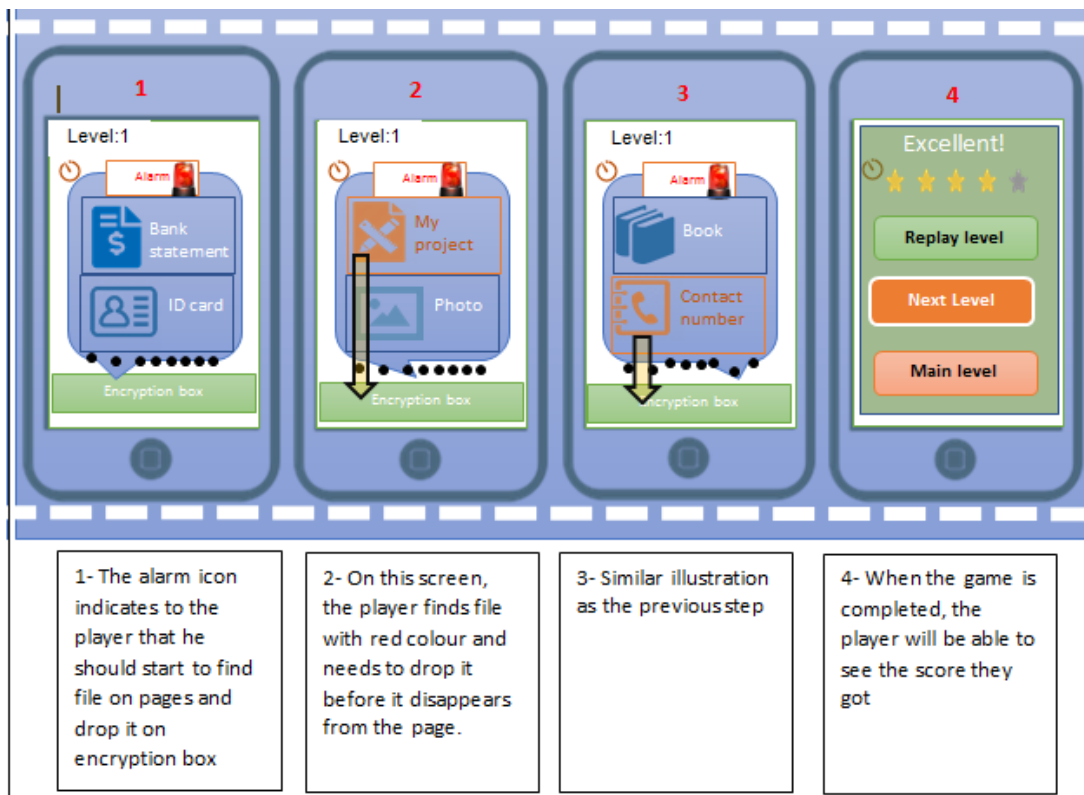 1
Level:1
Alarm
Bank
statement
ID card
Encryption box
2
Level:1
Alarm
My
project
Photo
Encryption box
3
Level:1
Alarm
Book
Contact
number
Encryption box
4
Excellent!
Replay level
Next Level
Main level
1- The alarm icon
indicates to the
player that he
should start to find
file on pages and
drop it on
encryption box
2- On this screen,
the player finds file
with red colour and
needs to drop it
before it disappears
from the page.
3- Similar illustration
as the previous step
4- When the game is
completed, the
player will be able to
see the score they
got